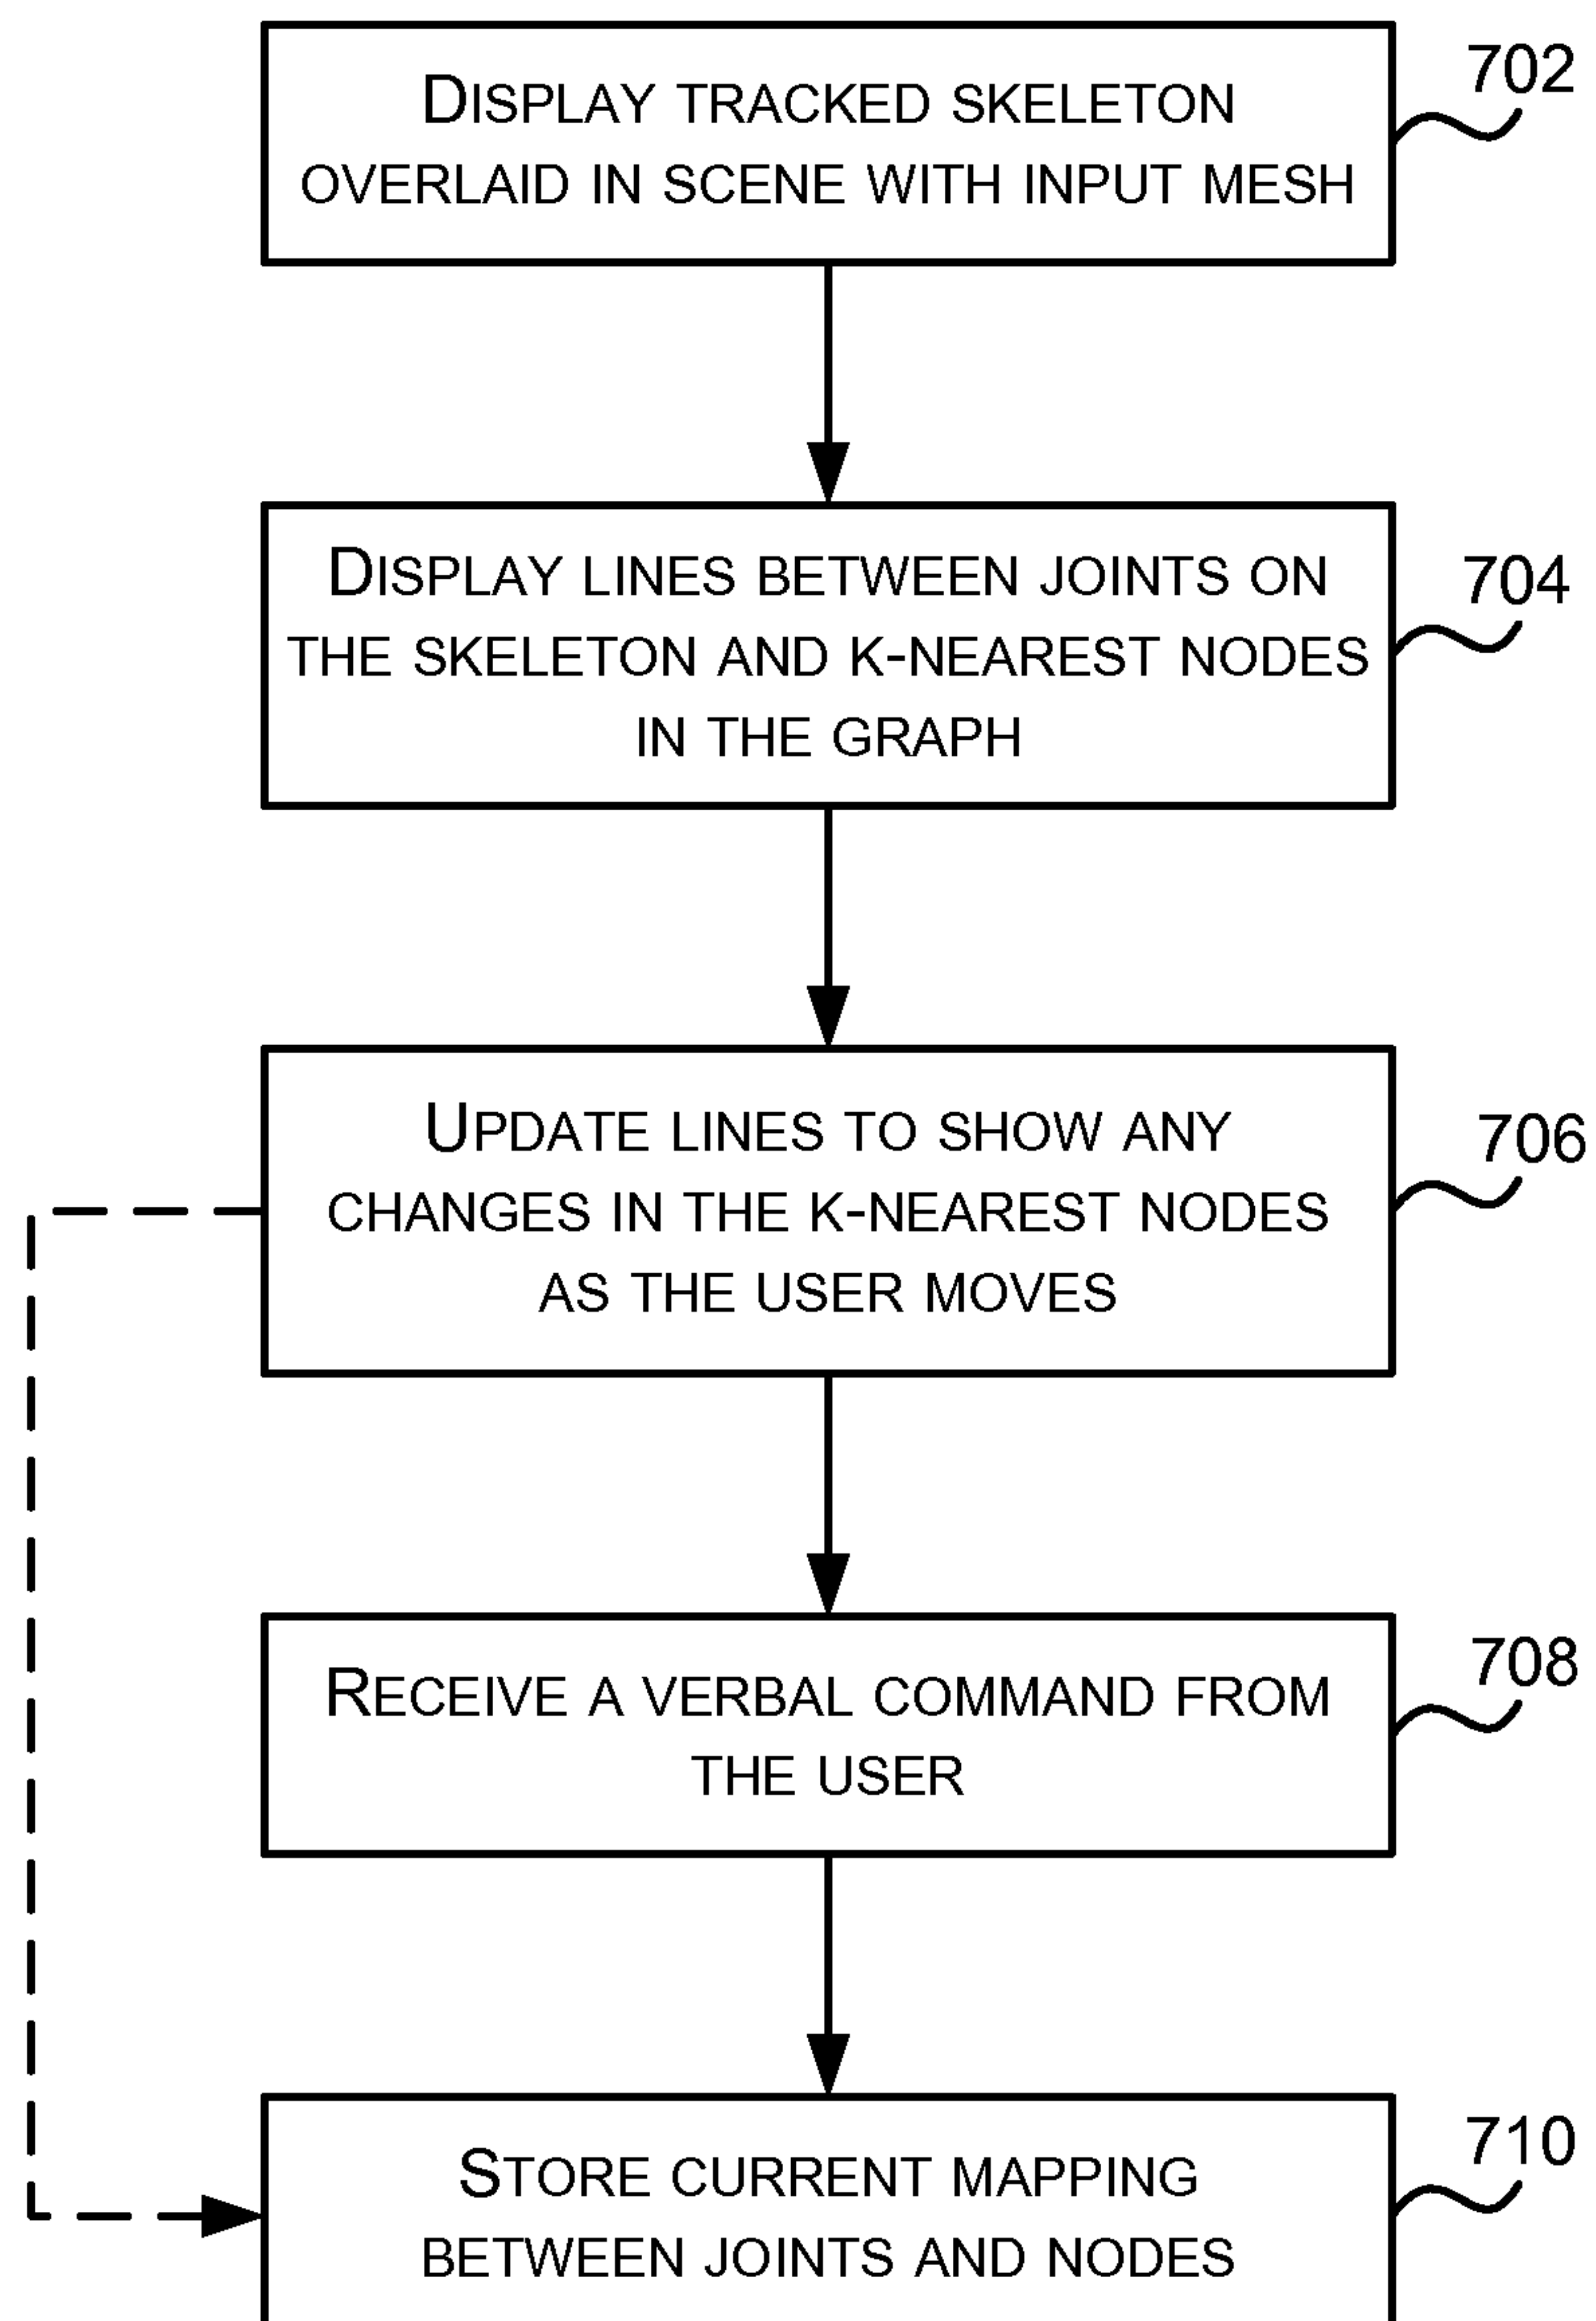 Display tracked skeleton
overlaid in scene with input mesh
702
Display lines between joints on
the skeleton and k-nearest nodes
in the graph
704
Update lines to show any
changes in the k-nearest nodes
as the user moves
706
Receive a verbal command from
the user
708
Store current mapping
between joints and nodes
710